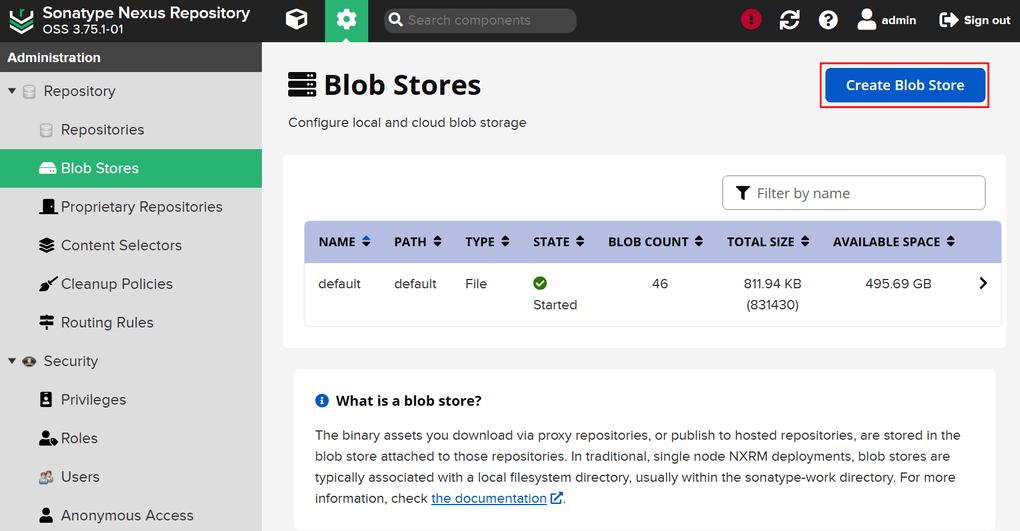 Sonatype Nexus Repository
OSS 3.75.1-01
Search components
admin
Sign out
Administration
Repository
Repositories
Blob Stores
Proprietary Repositories
Content Selectors
Cleanup Policies
Routing Rules
Security
Privileges
Roles
Users
Anonymous Access
Blob Stores
Create Blob Store
Configure local and cloud blob storage
Filter by name
NAME PATH TYPE STATE BLOB COUNT TOTAL SIZE AVAILABLE SPACE
default default File Started 46 811.94 KB (831430) 495.69 GB
What is a blob store?
The binary assets you download via proxy repositories, or publish to hosted repositories, are stored in the
blob store attached to those repositories. In traditional, single node NXRM deployments, blob stores are
typically associated with a local filesystem directory, usually within the sonatype-work directory. For more
information, check the documentation.